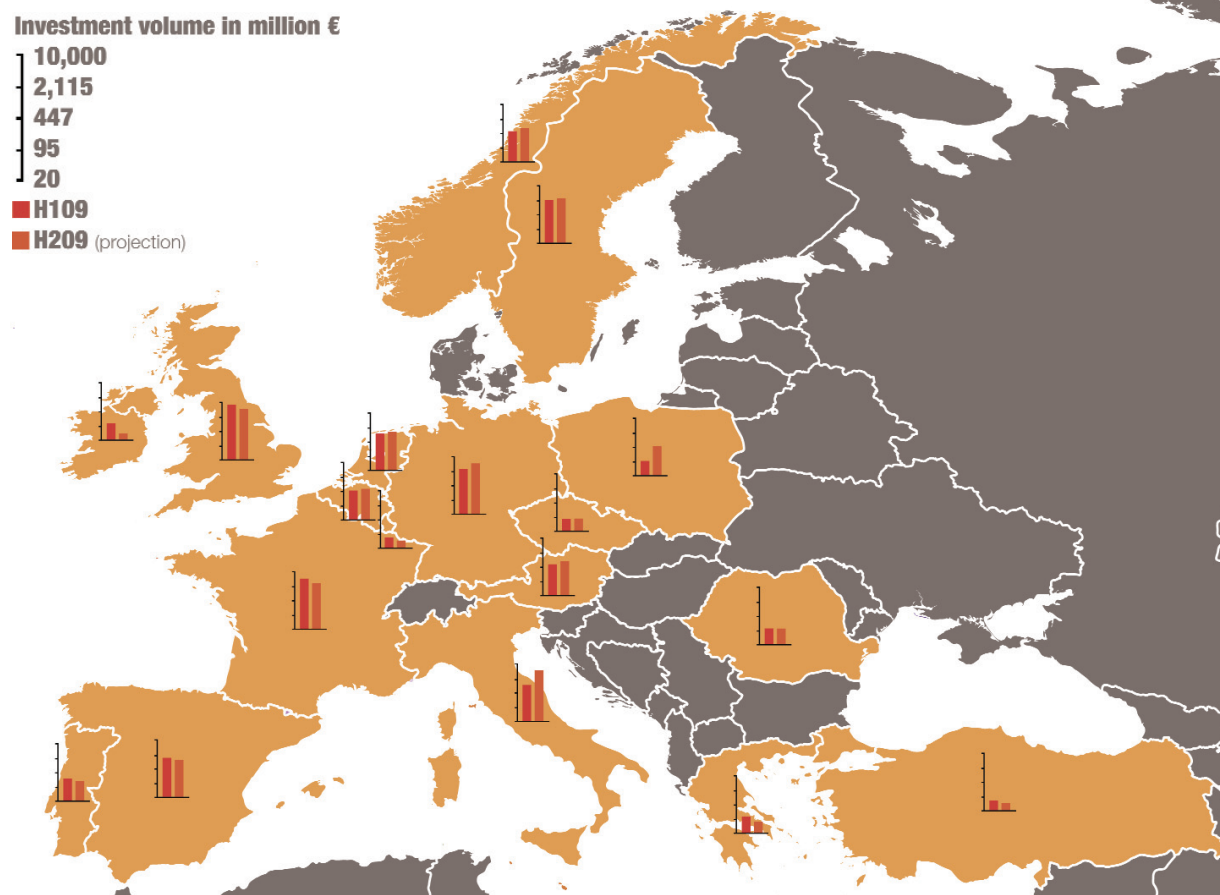 Investment volume in million €
10,000
2,115
447
95
20
H109
H209 (projection)